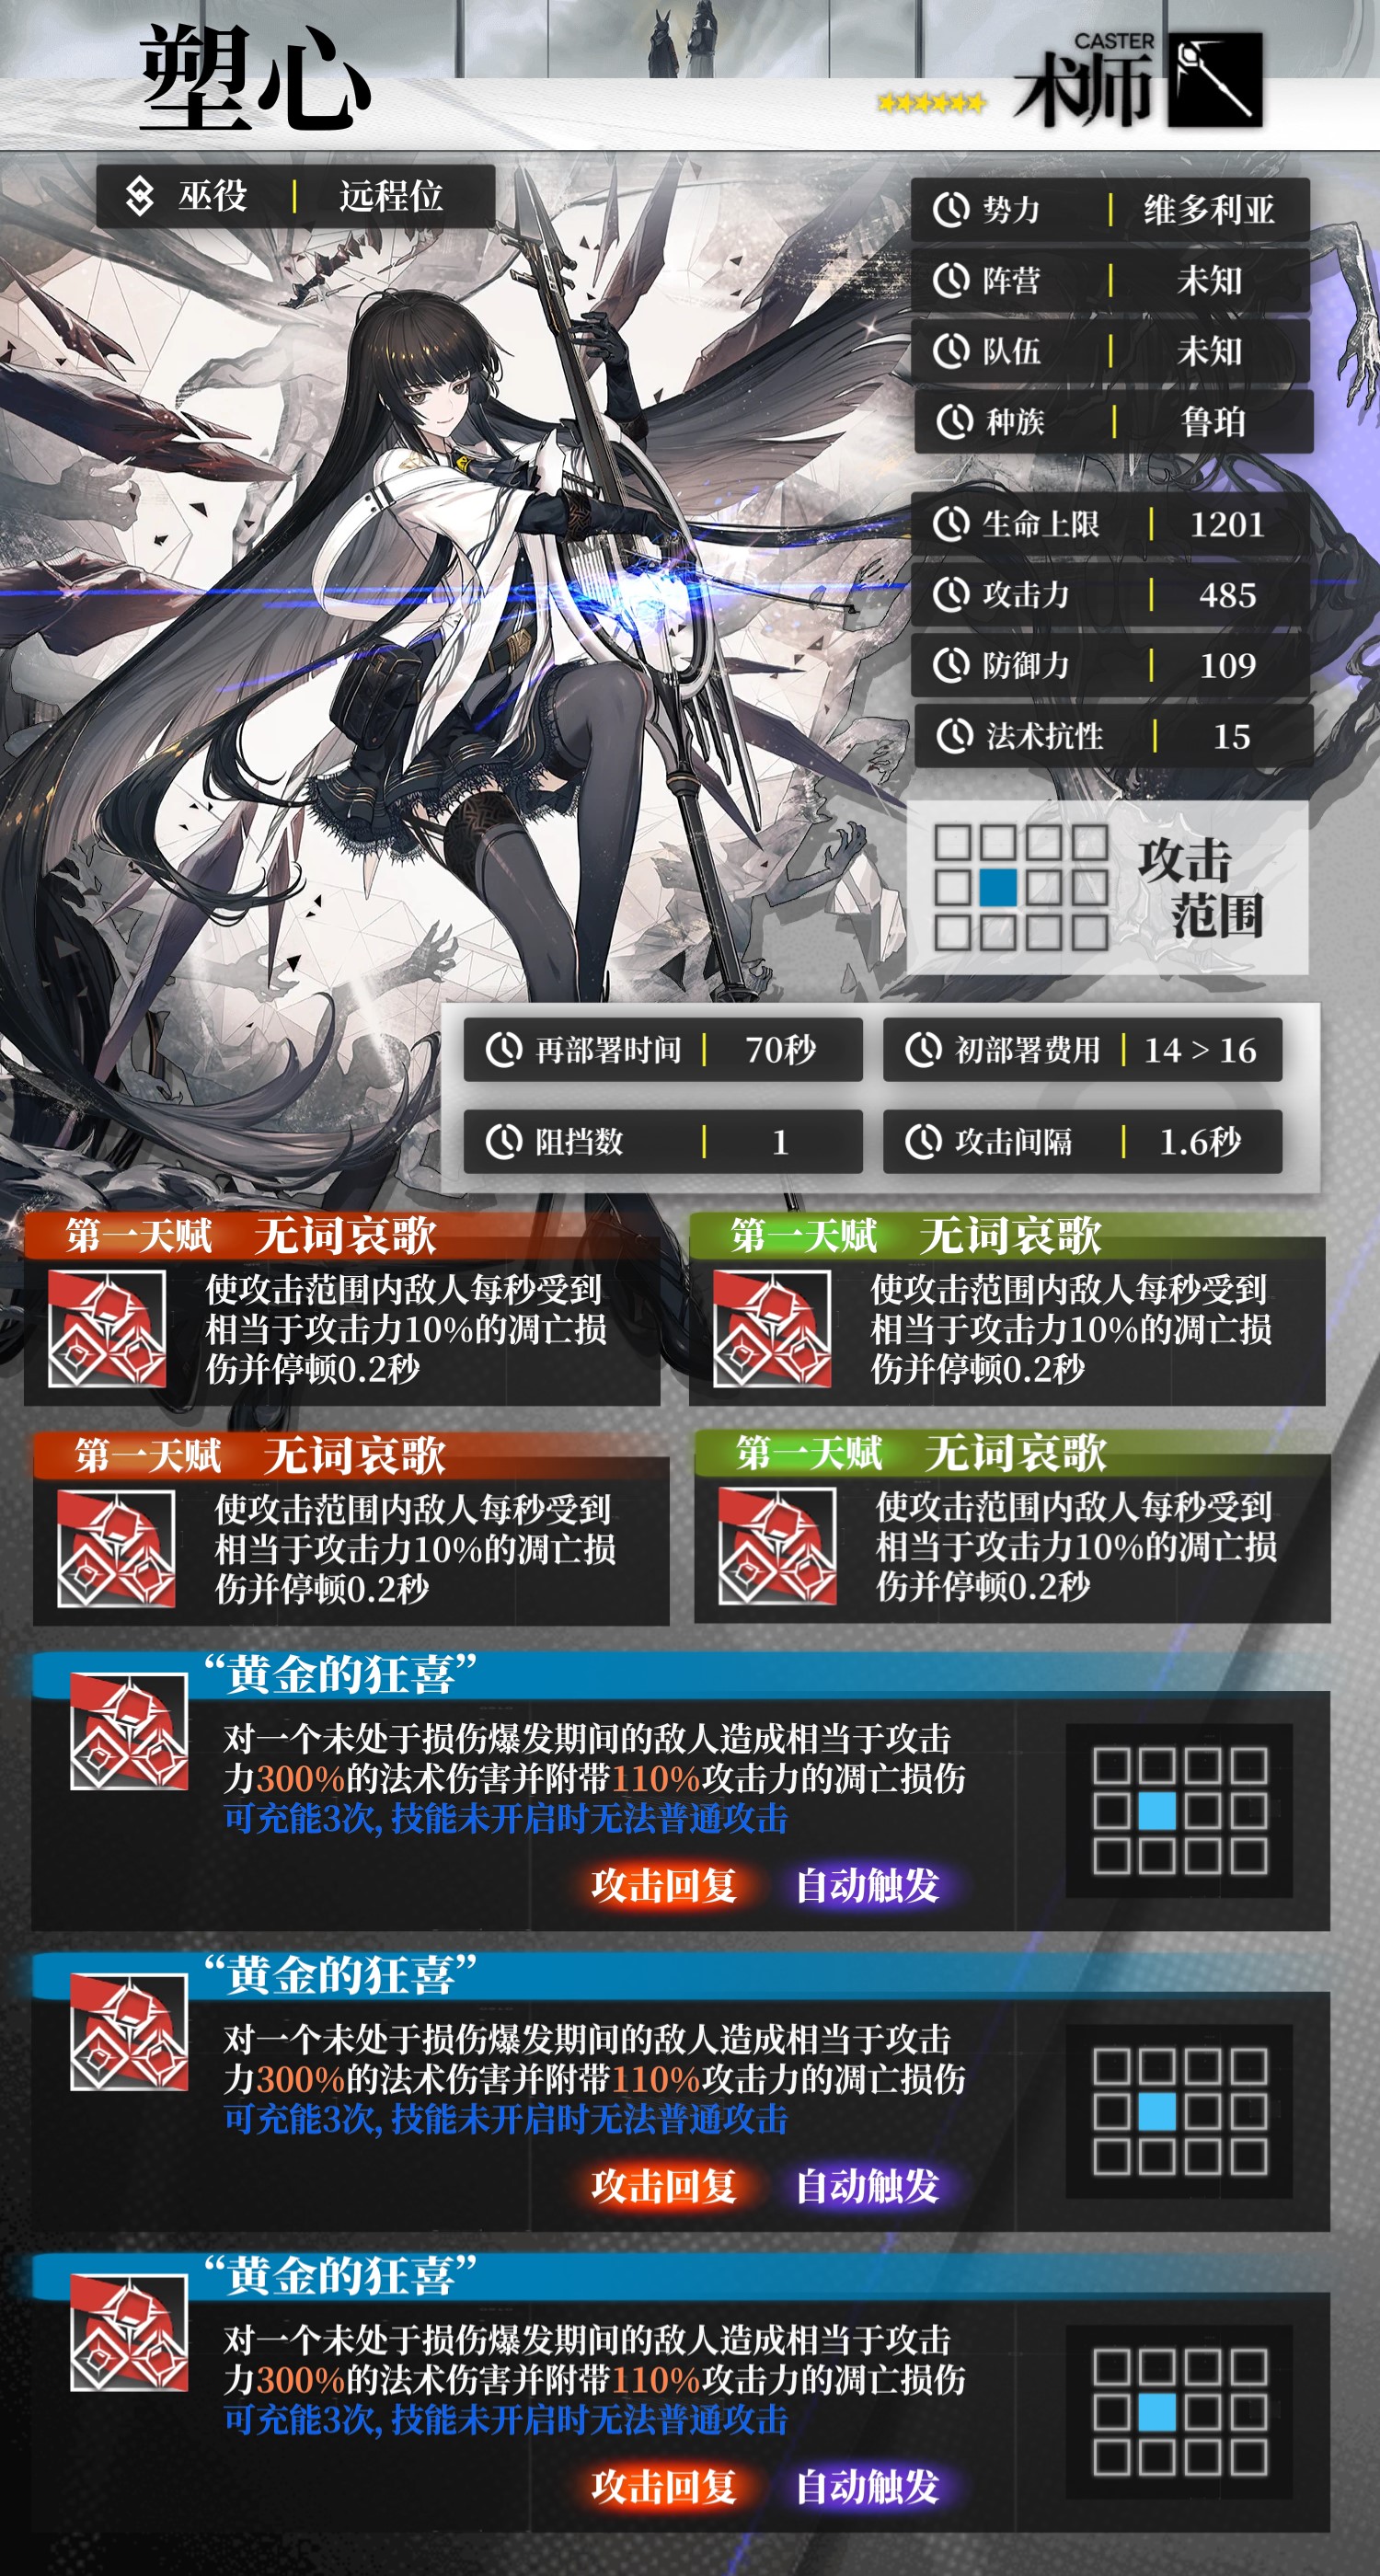 塑心
CASTER
术师
巫役 远程位
势力 维多利亚
阵营 未知
队伍 未知
种族 鲁珀
生命上限 1201
攻击力 485
防御力 109
法术抗性 15
攻击
范围
再部署时间 70秒
初部署费用 14 > 16
阻挡数 1
攻击间隔 1.6秒
第一天赋 无词哀歌
使攻击范围内敌人每秒受到
相当于攻击力10%的凋亡损
伤并停顿0.2秒
第一天赋 无词哀歌
使攻击范围内敌人每秒受到
相当于攻击力10%的凋亡损
伤并停顿0.2秒
第一天赋 无词哀歌
使攻击范围内敌人每秒受到
相当于攻击力10%的凋亡损
伤并停顿0.2秒
第一天赋 无词哀歌
使攻击范围内敌人每秒受到
相当于攻击力10%的凋亡损
伤并停顿0.2秒
“黄金的狂喜”
对一个未处于损伤爆发期间的敌人造成相当于攻击
力300%的法术伤害并附带110%攻击力的凋亡损伤
可充能3次, 技能未开启时无法普通攻击
攻击回复 自动触发
“黄金的狂喜”
对一个未处于损伤爆发期间的敌人造成相当于攻击
力300%的法术伤害并附带110%攻击力的凋亡损伤
可充能3次, 技能未开启时无法普通攻击
攻击回复 自动触发
“黄金的狂喜”
对一个未处于损伤爆发期间的敌人造成相当于攻击
力300%的法术伤害并附带110%攻击力的凋亡损伤
可充能3次, 技能未开启时无法普通攻击
攻击回复 自动触发